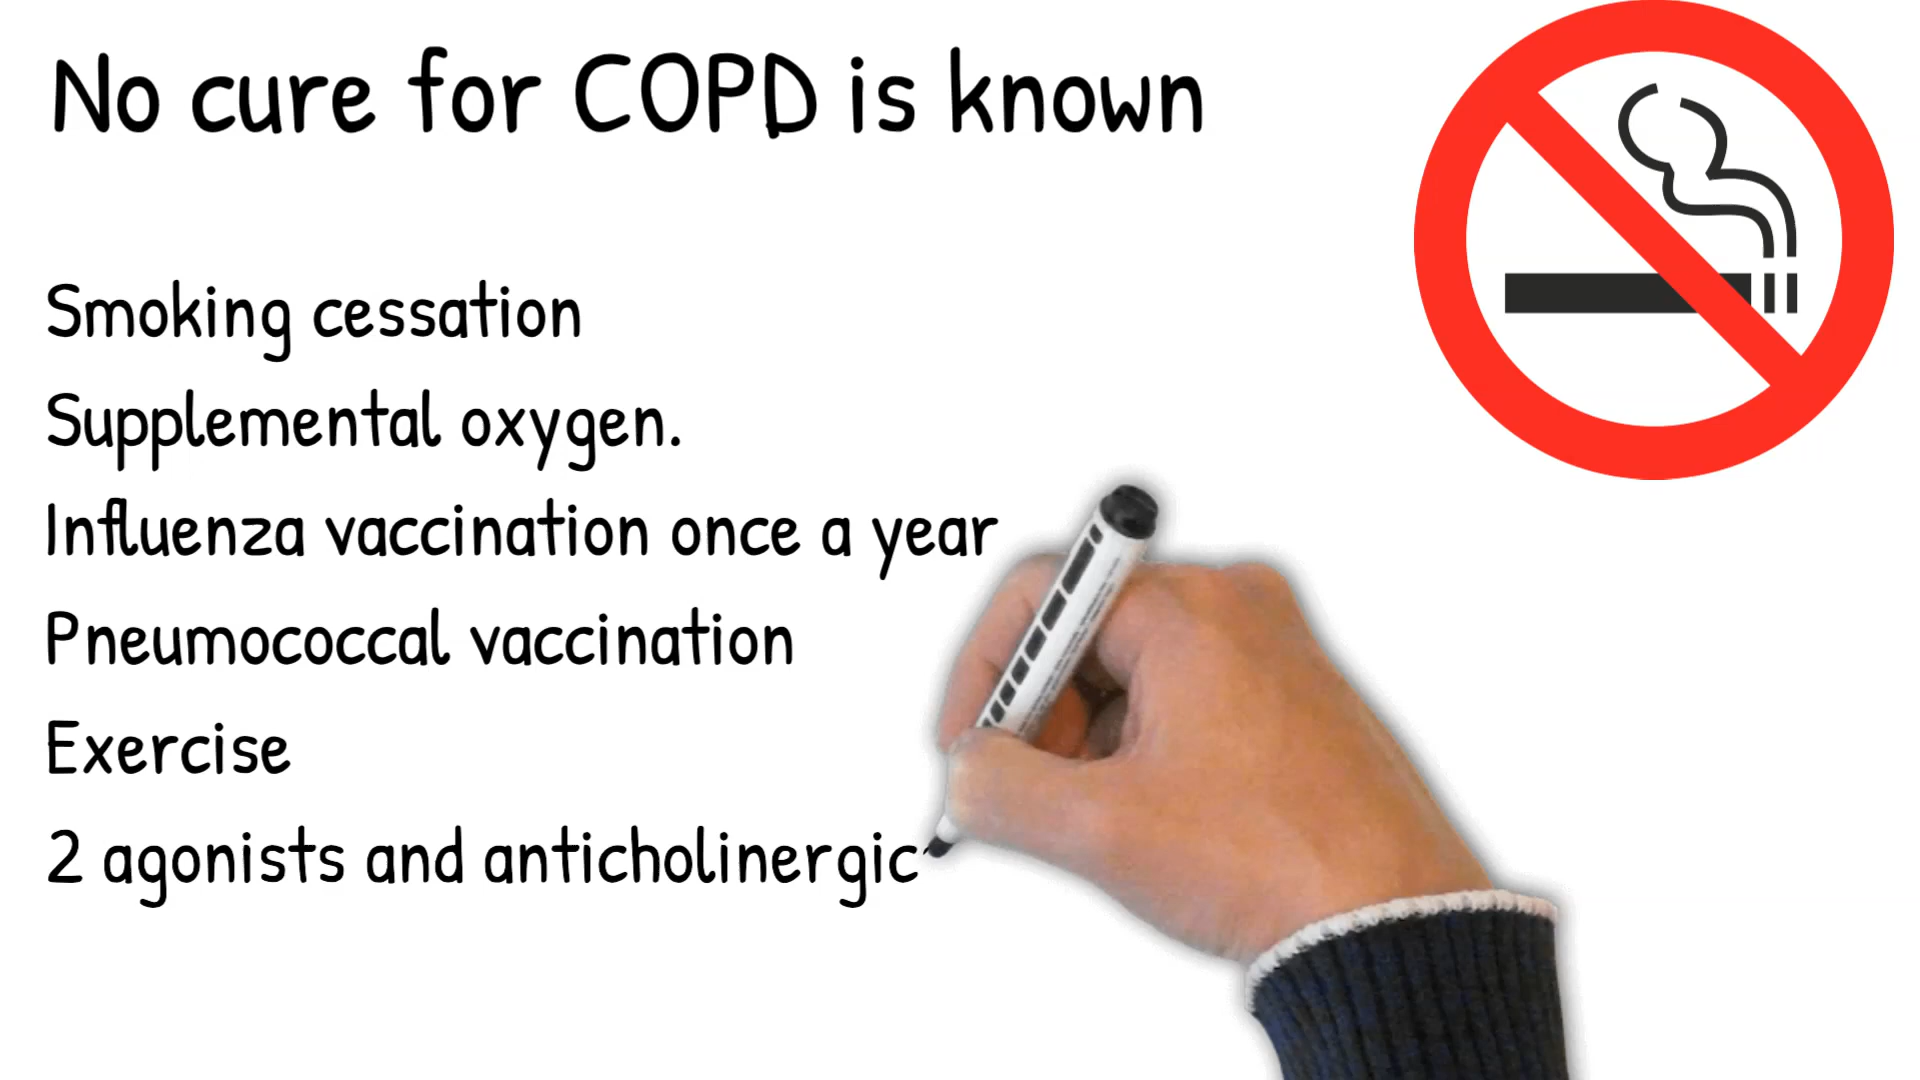 No cure for COPD is known
Smoking cessation
Supplemental oxygen.
Influenza vaccination once a year
Pneumococcal vaccination
Exercise
2 agonists and anticholinergic